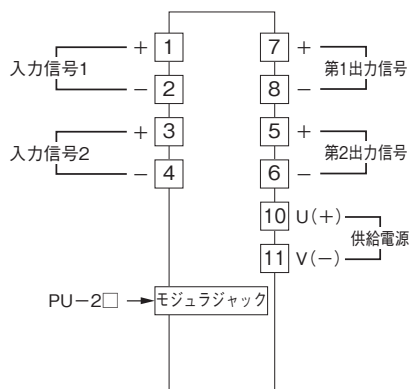 入力信号1
+ 1
− 2
入力信号2
+ 3
− 4
7 +
8 −
第1出力信号
5 +
6 −
第2出力信号
10 U(+)
11 V(−)
供給電源
PU−2□
モジュラジャック